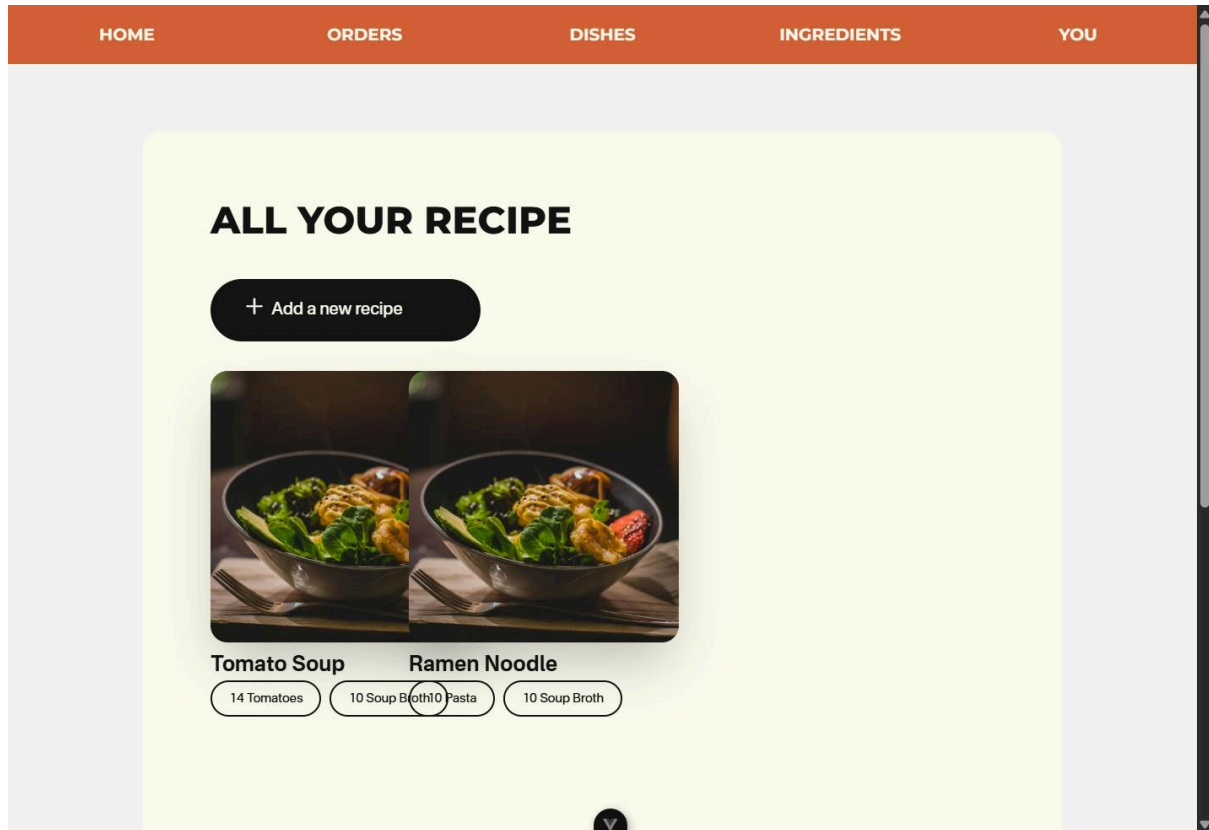 HOME ORDERS DISHES INGREDIENTS YOU
ALL YOUR RECIPE
+ Add a new recipe
Tomato Soup Ramen Noodle
14 Tomatoes 10 Soup Broth 10 Pasta 10 Soup Broth